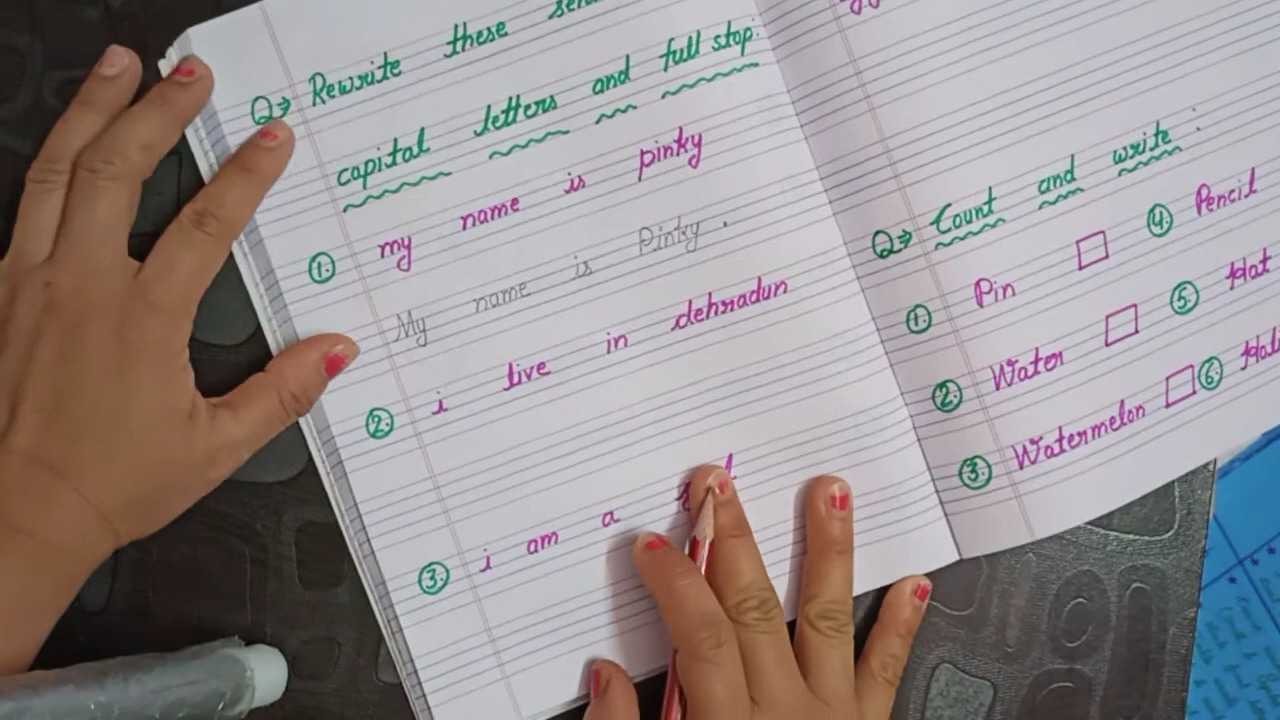 Q⇒ Rewrite these
capital letters and full stop.
① my name is pinky
My name is Pinky .
② i live in dehradun
③ i am a
Q⇒ Count and write :
① Pin
② Water
③ Watermelon
④ Pencil
⑤ Hat
⑥